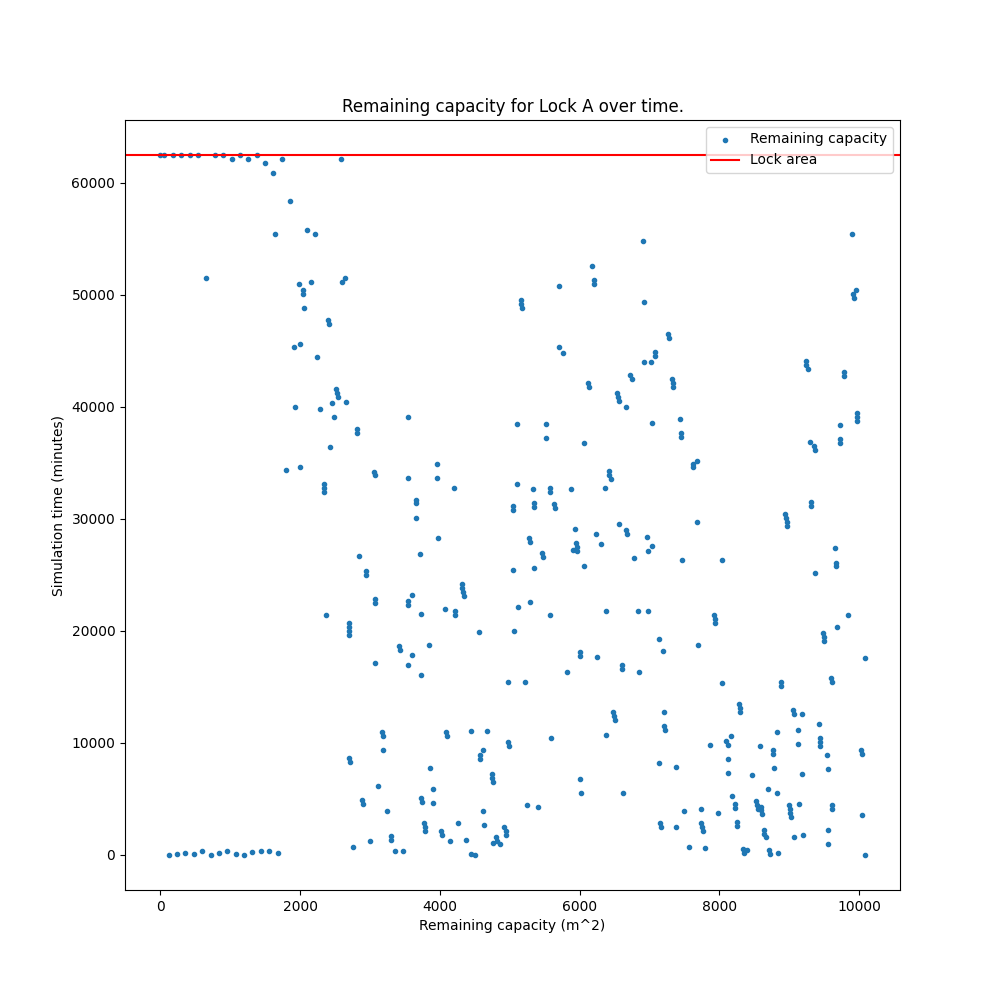 Remaining capacity for Lock A over time.
Remaining capacity
Lock area
60000
50000
40000
30000
20000
10000
0
Simulation time (minutes)
0 2000 4000 6000 8000 10000
Remaining capacity (m^2)